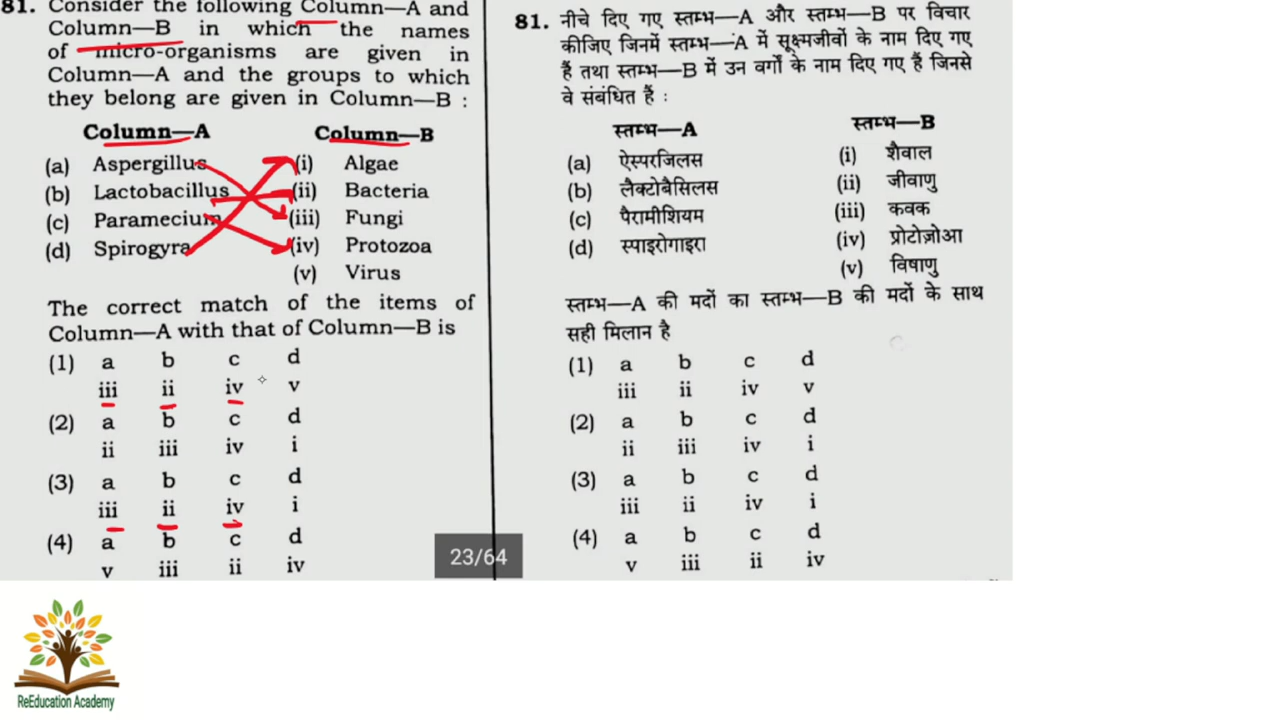 81. Consider the following Column—A and
Column—B in which the names
of micro-organisms are given in
Column—A and the groups to which
they belong are given in Column—B :
Column—A Column—B
(a) Aspergillus (i) Algae
(b) Lactobacillus (ii) Bacteria
(c) Paramecium (iii) Fungi
(d) Spirogyra (iv) Protozoa
(v) Virus
The correct match of the items of
Column—A with that of Column—B is
(1) a b c d
iii ii iv v
(2) a b c d
ii iii iv i
(3) a b c d
iii ii iv i
(4) a b c d
v iii ii iv
81. नीचे दिए गए स्तम्भ—A और स्तम्भ—B पर विचार
कीजिए जिनमें स्तम्भ—A में सूक्ष्मजीवों के नाम दिए गए
हैं तथा स्तम्भ—B में उन वर्गों के नाम दिए गए हैं जिनसे
वे संबंधित हैं :
स्तम्भ—A स्तम्भ—B
(a) ऐस्परजिलस (i) शैवाल
(b) लैक्टोबैसिलस (ii) जीवाणु
(c) पैरामीशियम (iii) कवक
(d) स्पाइरोगाइरा (iv) प्रोटोज़ोआ
(v) विषाणु
स्तम्भ—A की मदों का स्तम्भ—B की मदों के साथ
सही मिलान है
(1) a b c d
iii ii iv v
(2) a b c d
ii iii iv i
(3) a b c d
iii ii iv i
(4) a b c d
v iii ii iv
23/64
ReEducation Academy